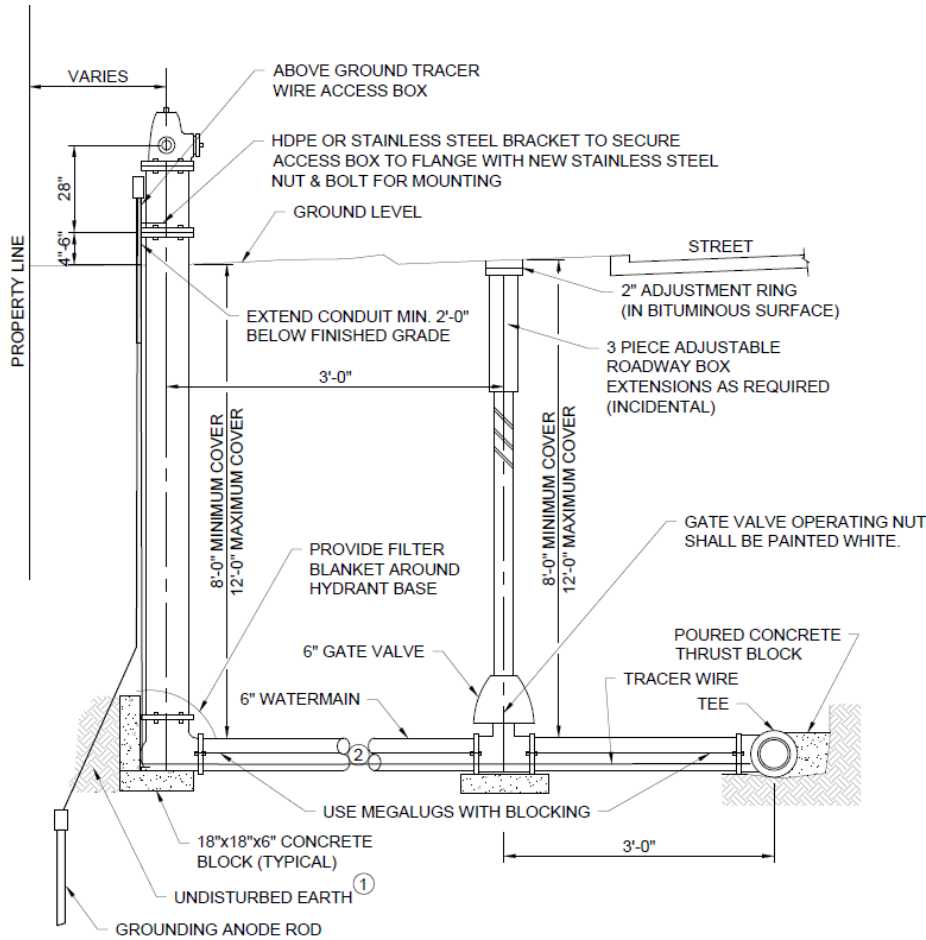 VARIES
ABOVE GROUND TRACER
WIRE ACCESS BOX
HDPE OR STAINLESS STEEL BRACKET TO SECURE
ACCESS BOX TO FLANGE WITH NEW STAINLESS STEEL
NUT & BOLT FOR MOUNTING
28"
GROUND LEVEL
4"-6"
STREET
PROPERTY LINE
2" ADJUSTMENT RING
(IN BITUMINOUS SURFACE)
EXTEND CONDUIT MIN. 2'-0"
BELOW FINISHED GRADE
3 PIECE ADJUSTABLE
ROADWAY BOX
EXTENSIONS AS REQUIRED
(INCIDENTAL)
3'-0"
8'-0" MINIMUM COVER
12'-0" MAXIMUM COVER
8'-0" MINIMUM COVER
12'-0" MAXIMUM COVER
GATE VALVE OPERATING NUT
SHALL BE PAINTED WHITE.
PROVIDE FILTER
BLANKET AROUND
HYDRANT BASE
POURED CONCRETE
THRUST BLOCK
6" GATE VALVE
TRACER WIRE
6" WATERMAIN
TEE
2
USE MEGALUGS WITH BLOCKING
18"x18"x6" CONCRETE
BLOCK (TYPICAL)
3'-0"
UNDISTURBED EARTH 1
GROUNDING ANODE ROD